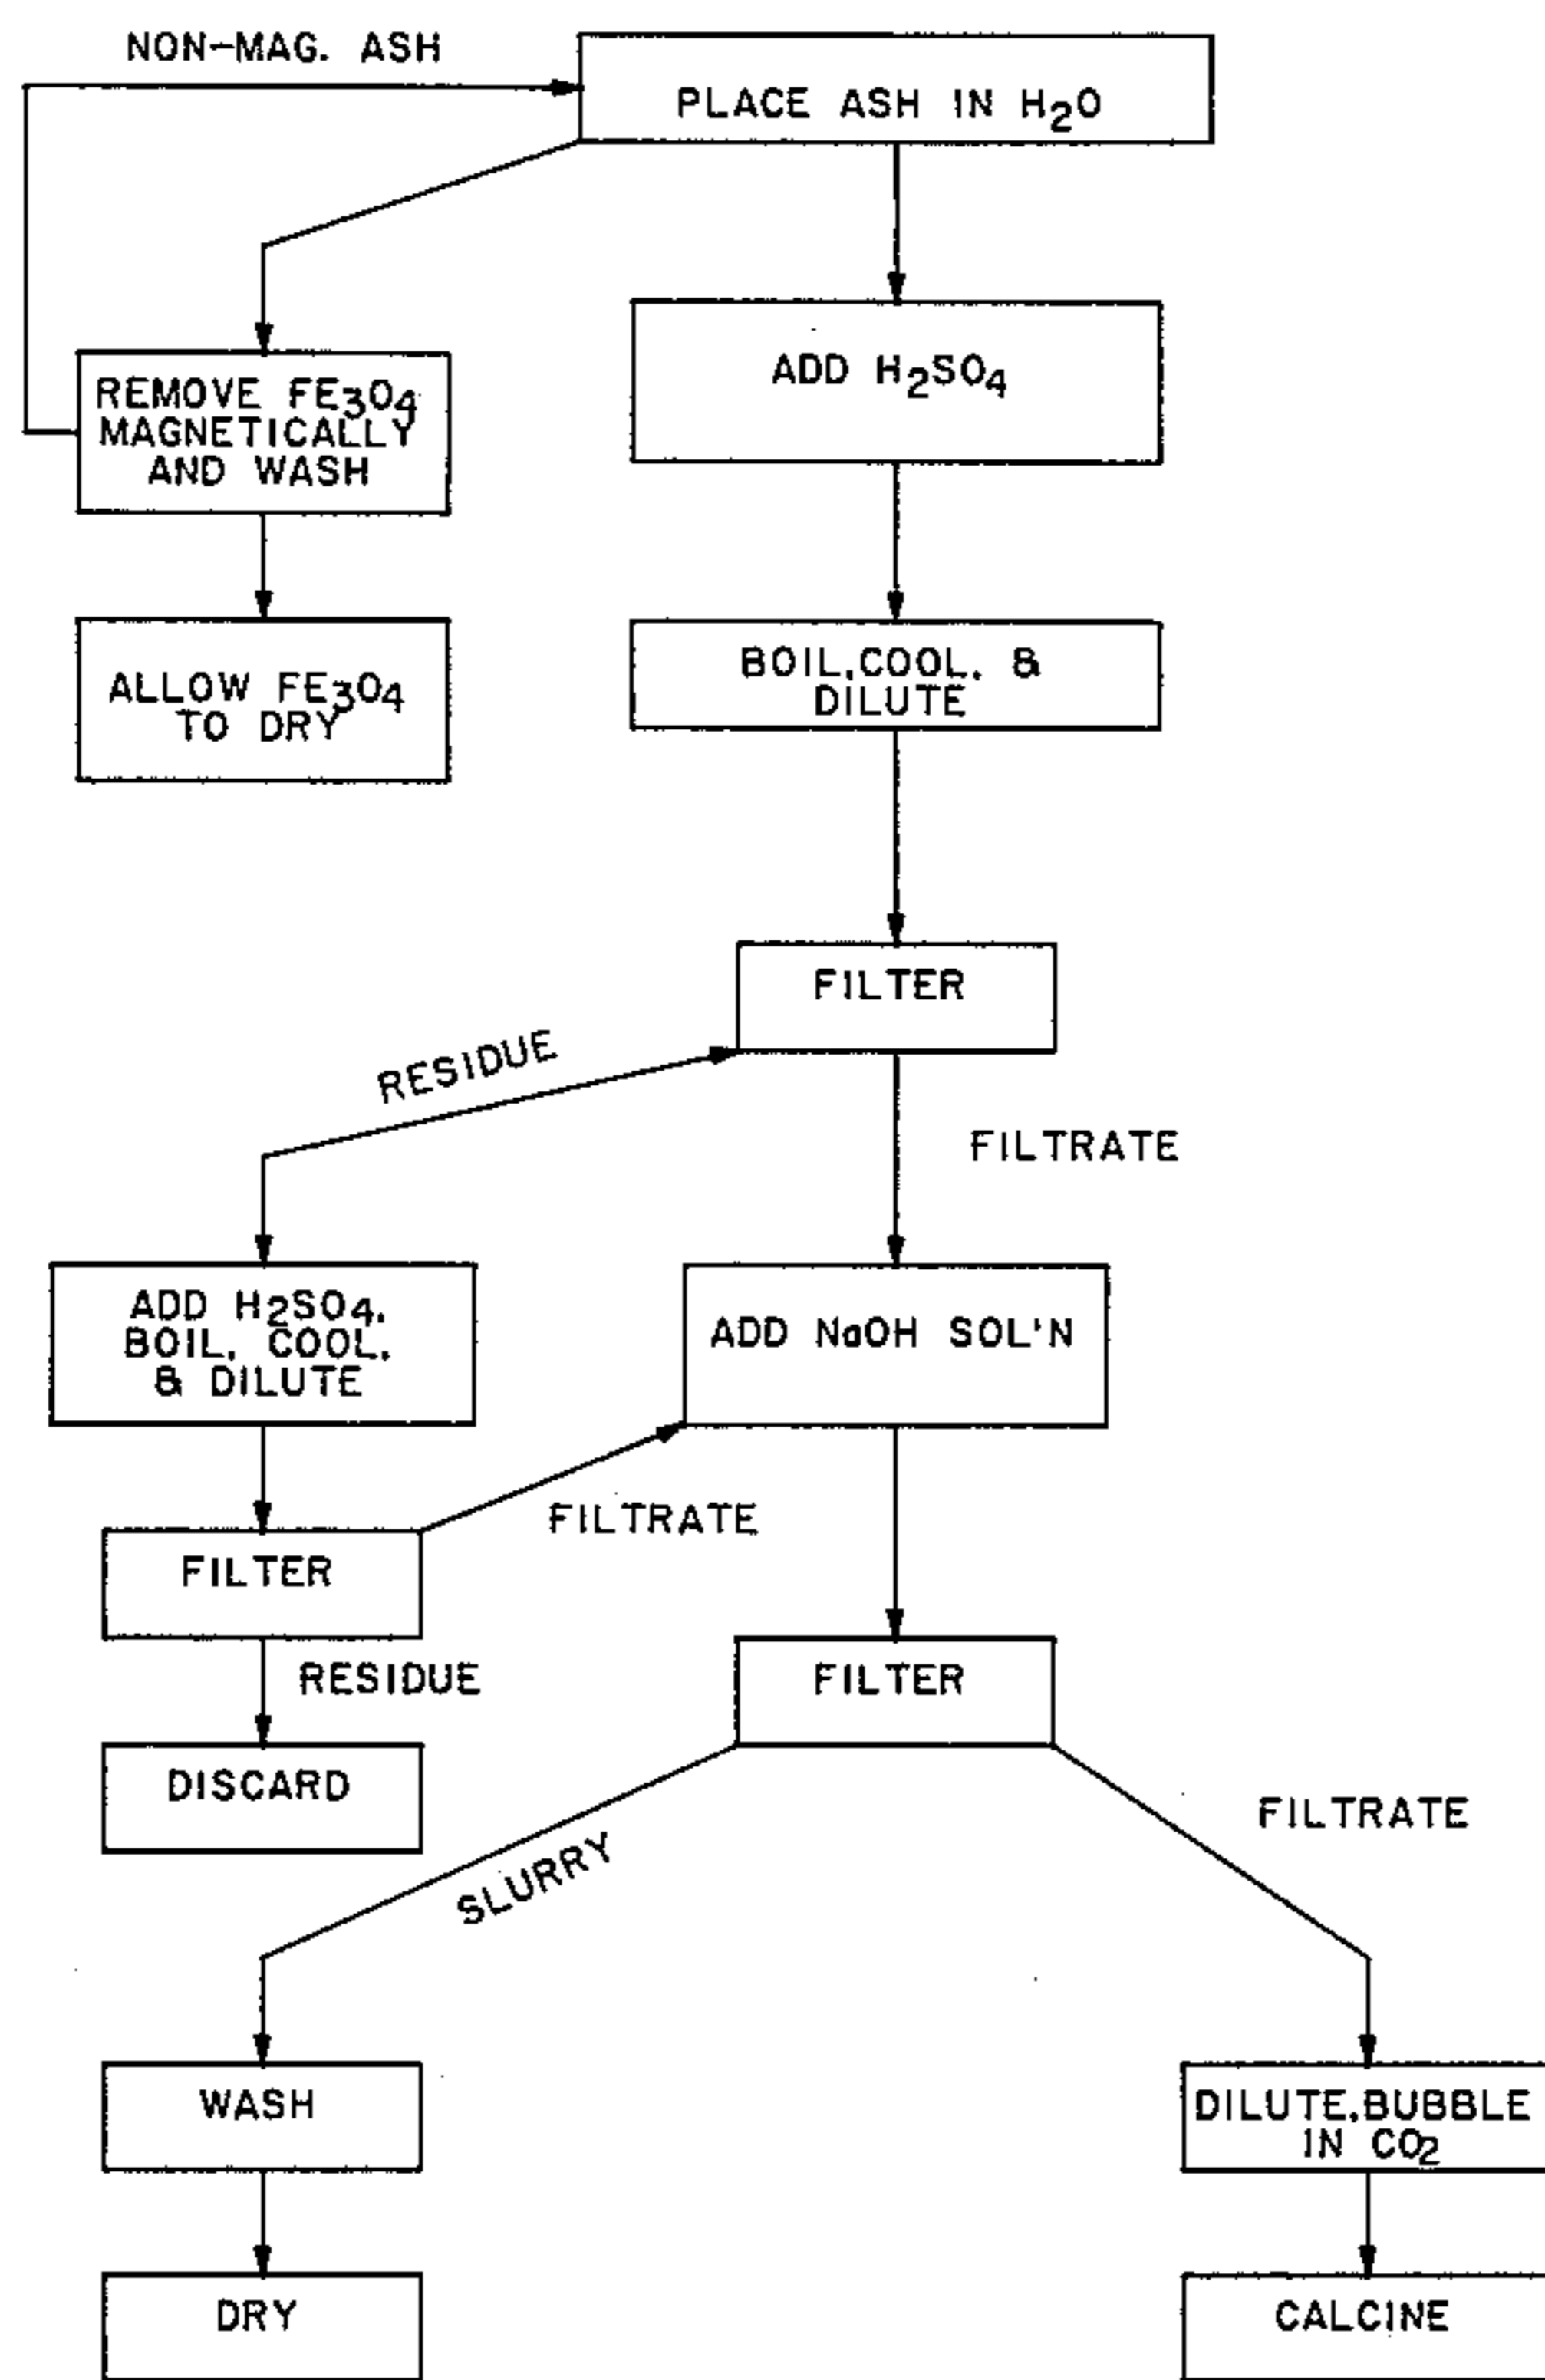 NON-MAG. ASH
PLACE ASH IN H2O
REMOVE FE3O4
MAGNETICALLY
AND WASH
ADD H2SO4
ALLOW FE3O4
TO DRY
BOIL, COOL, &
DILUTE
FILTER
RESIDUE
FILTRATE
ADD H2SO4,
BOIL, COOL,
& DILUTE
ADD NaOH SOL'N
FILTRATE
FILTER
RESIDUE
FILTER
DISCARD
SLURRY
FILTRATE
WASH
DILUTE, BUBBLE
IN CO2
DRY
CALCINE